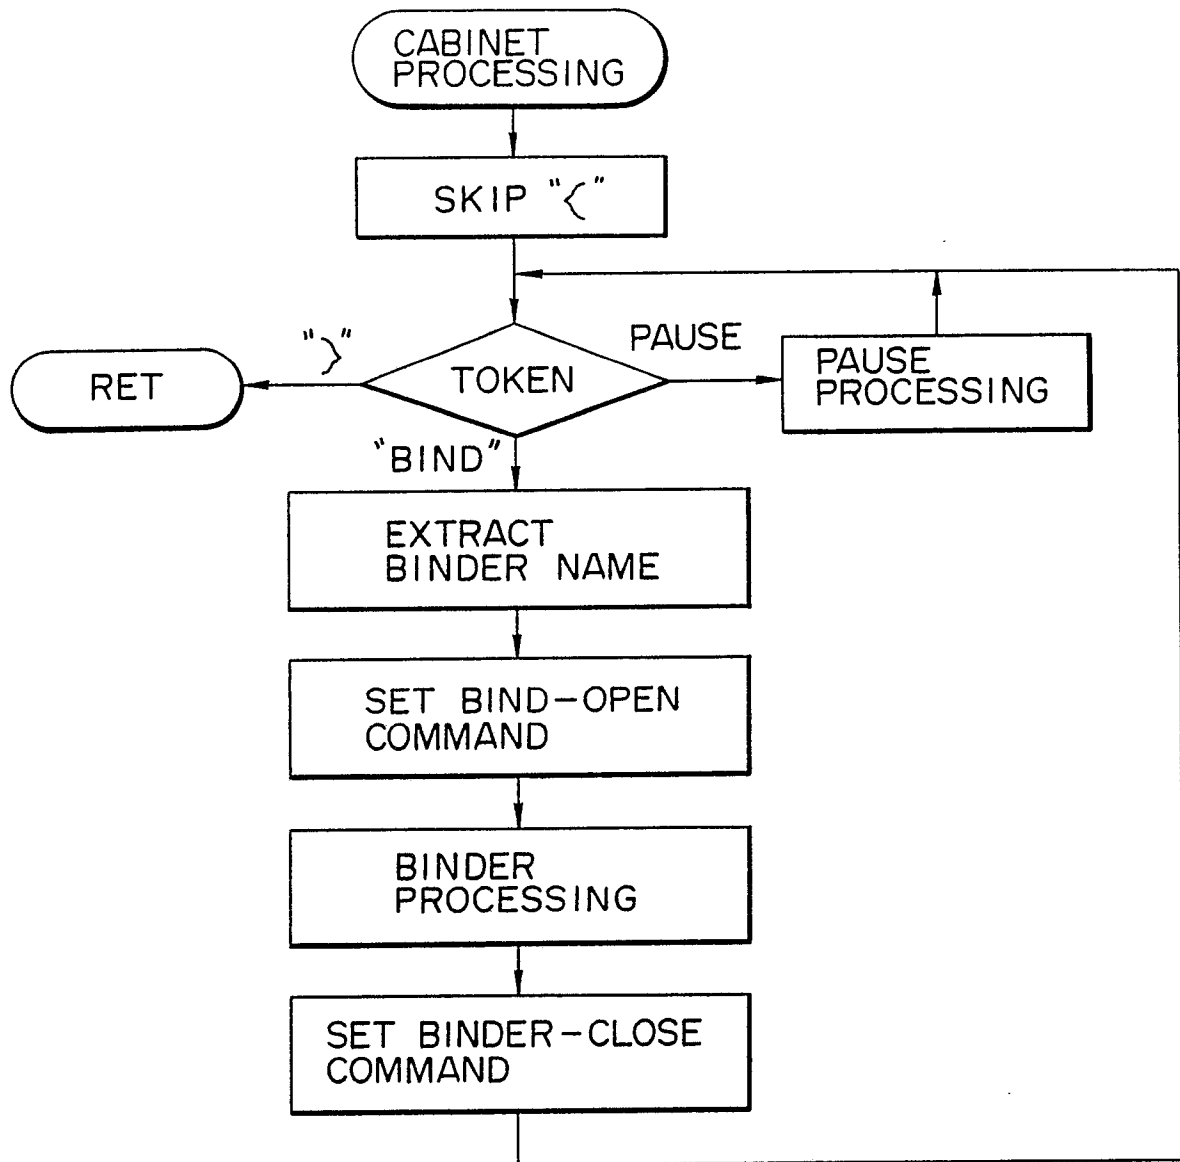 CABINET
PROCESSING
SKIP "{"
"}"
PAUSE
RET
TOKEN
PAUSE
PROCESSING
"BIND"
EXTRACT
BINDER NAME
SET BIND-OPEN
COMMAND
BINDER
PROCESSING
SET BINDER-CLOSE
COMMAND